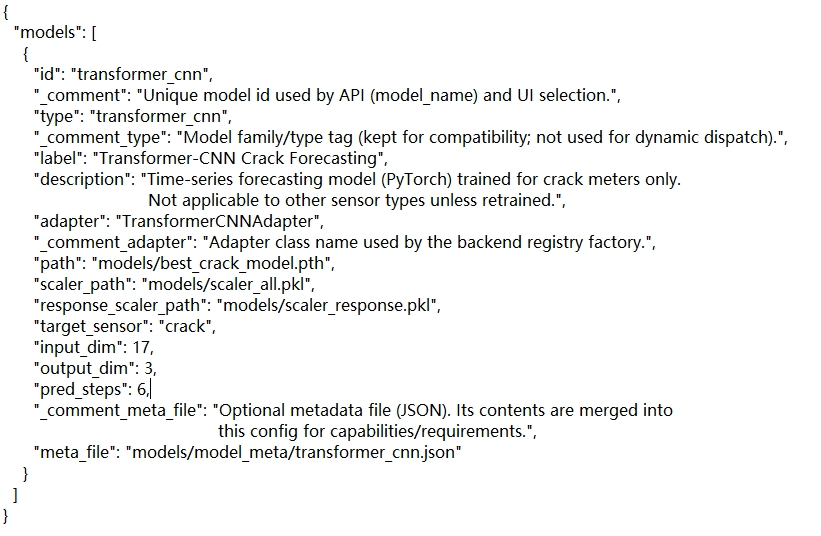 {
  "models": [
    {
      "id": "transformer_cnn",
      "_comment": "Unique model id used by API (model_name) and UI selection.",
      "type": "transformer_cnn",
      "_comment_type": "Model family/type tag (kept for compatibility; not used for dynamic dispatch).",
      "label": "Transformer-CNN Crack Forecasting",
      "description": "Time-series forecasting model (PyTorch) trained for crack meters only.
                      Not applicable to other sensor types unless retrained.",
      "adapter": "TransformerCNNAdapter",
      "_comment_adapter": "Adapter class name used by the backend registry factory.",
      "path": "models/best_crack_model.pth",
      "scaler_path": "models/scaler_all.pkl",
      "response_scaler_path": "models/scaler_response.pkl",
      "target_sensor": "crack",
      "input_dim": 17,
      "output_dim": 3,
      "pred_steps": 6,
      "_comment_meta_file": "Optional metadata file (JSON). Its contents are merged into
                                   this config for capabilities/requirements.",
      "meta_file": "models/model_meta/transformer_cnn.json"
    }
  ]
}